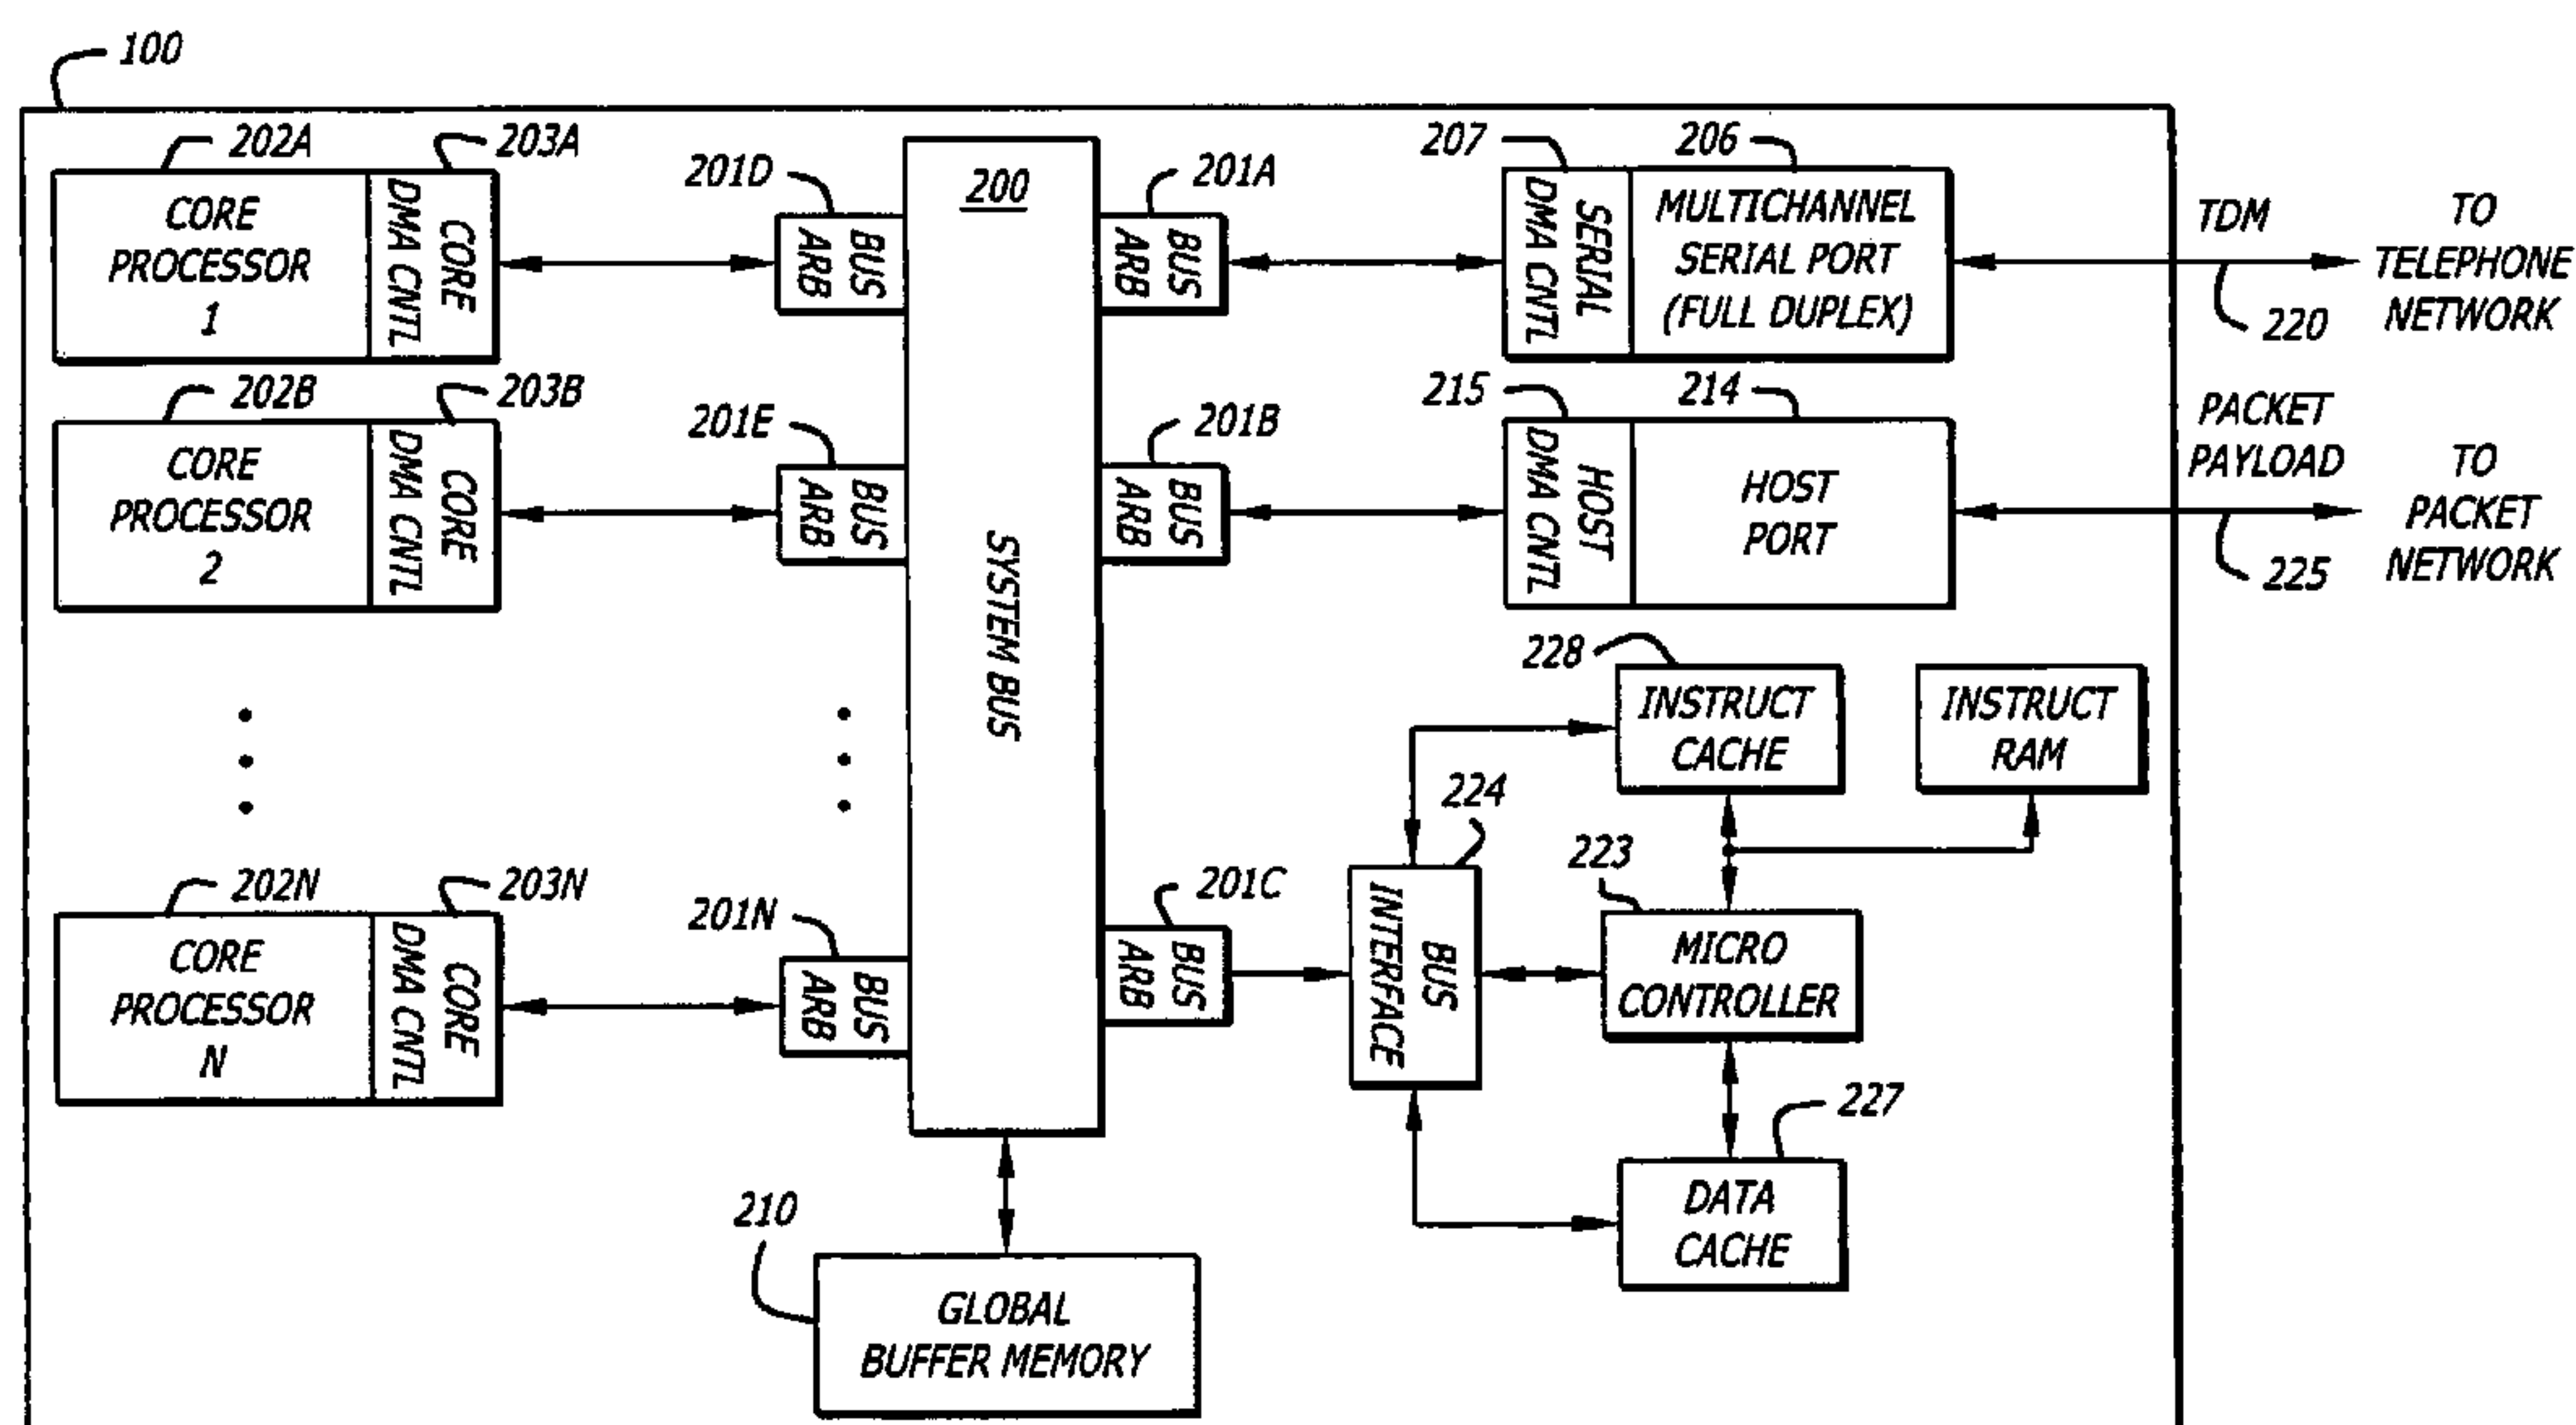 100
202A
203A
CORE
PROCESSOR
1
CORE
DMA CNTL
201D
BUS
ARB
200
SYSTEM BUS
201A
BUS
ARB
207
206
SERIAL
DMA CNTL
MULTICHANNEL
SERIAL PORT
(FULL DUPLEX)
TDM
220
TO
TELEPHONE
NETWORK
202B
203B
CORE
PROCESSOR
2
CORE
DMA CNTL
201E
BUS
ARB
201B
BUS
ARB
215
214
HOST
DMA CNTL
HOST
PORT
PACKET
PAYLOAD
225
TO
PACKET
NETWORK
228
INSTRUCT
CACHE
INSTRUCT
RAM
202N
203N
CORE
PROCESSOR
N
CORE
DMA CNTL
201N
BUS
ARB
201C
BUS
ARB
224
BUS
INTERFACE
223
MICRO
CONTROLLER
227
DATA
CACHE
210
GLOBAL
BUFFER MEMORY